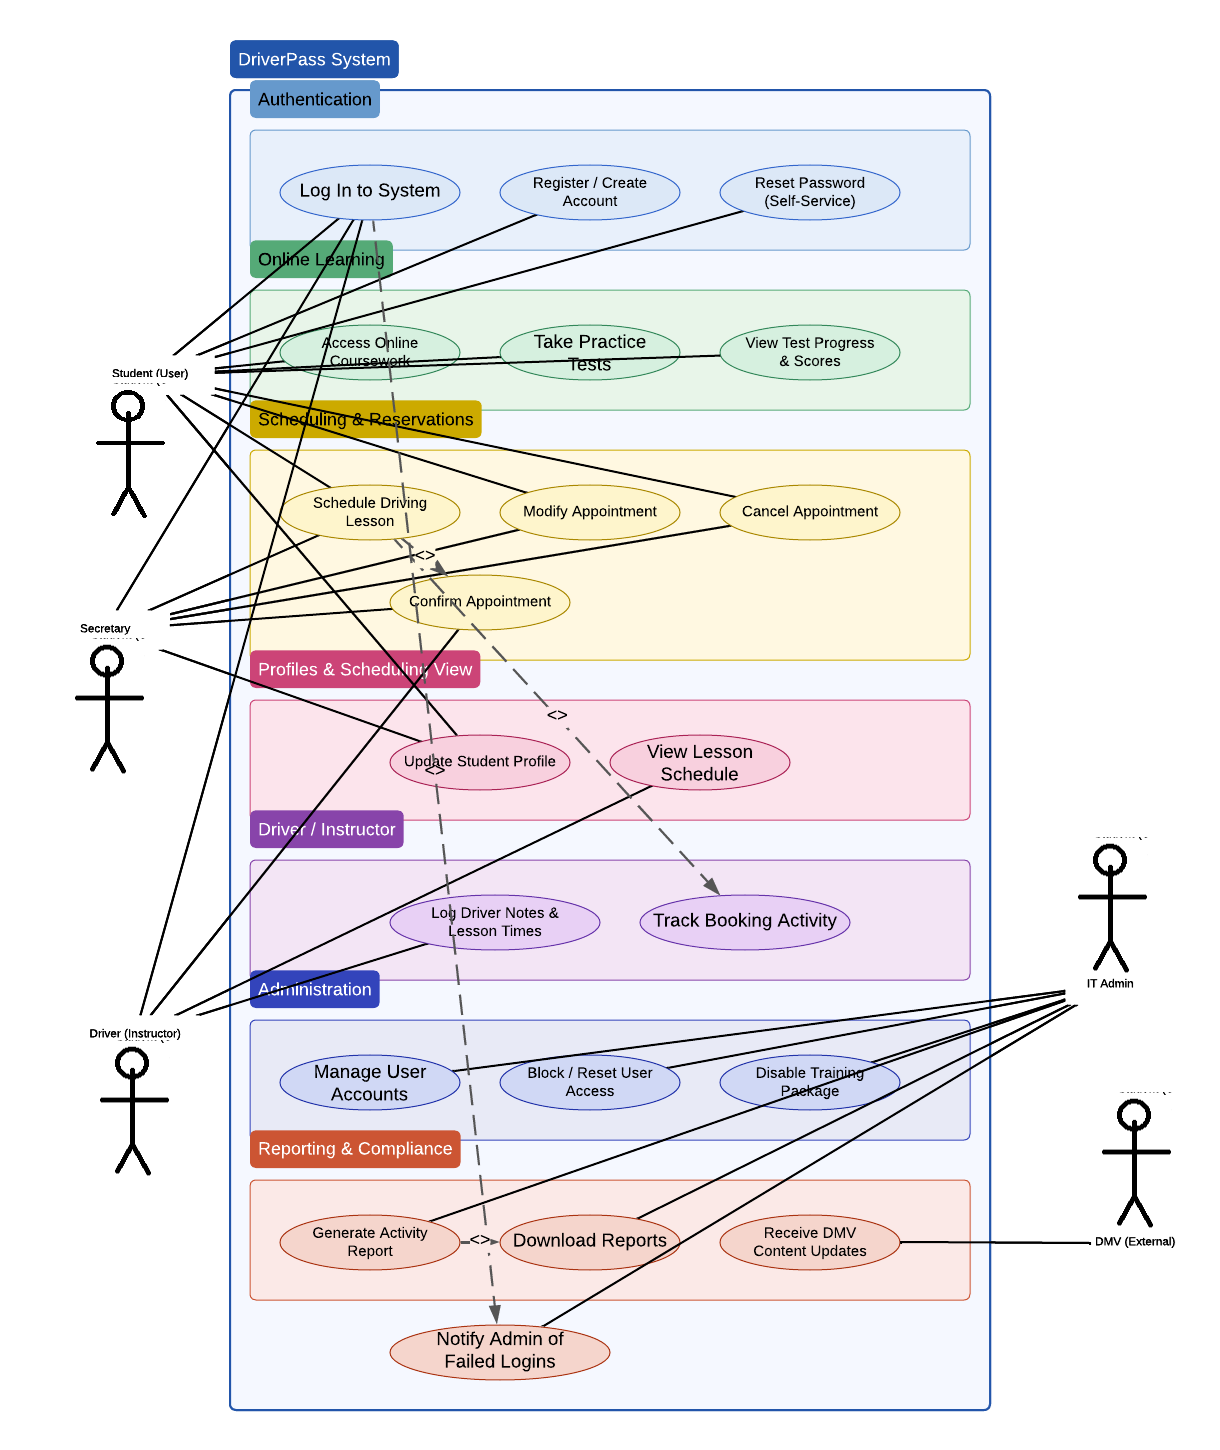 DriverPass System
Authentication
Log In to System
Register / Create
Account
Reset Password
(Self-Service)
Online Learning
Access Online
Coursework
Take Practice
Tests
View Test Progress
& Scores
Student (User)
Scheduling & Reservations
Schedule Driving
Lesson
Modify Appointment
Cancel Appointment
<>
Confirm Appointment
Secretary
Profiles & Scheduling View
<>
Update Student Profile
<>
View Lesson
Schedule
Driver / Instructor
Log Driver Notes &
Lesson Times
Track Booking Activity
Administration
IT Admin
Driver (Instructor)
Manage User
Accounts
Block / Reset User
Access
Disable Training
Package
Reporting & Compliance
Generate Activity
Report
<>
Download Reports
Receive DMV
Content Updates
DMV (External)
Notify Admin of
Failed Logins